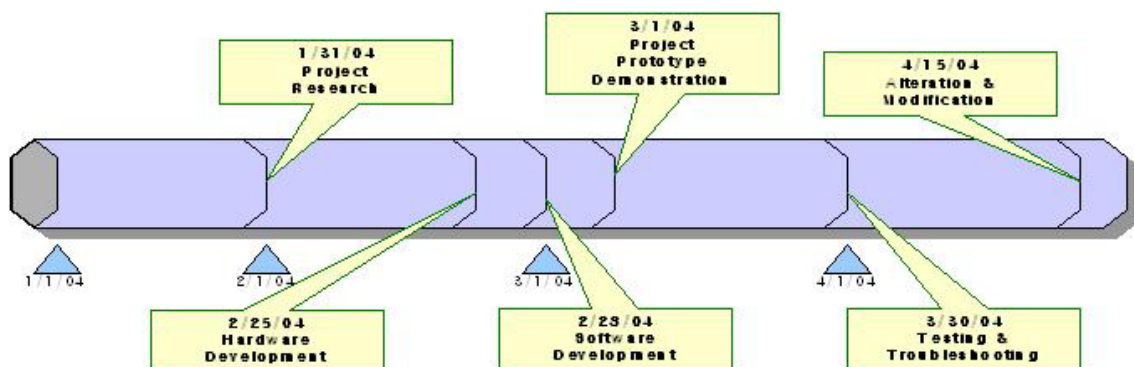 1/31/04
Project
Research
3/1/04
Project
Prototype
Demonstration
4/15/04
Alteration &
Modification
1/1/04
2/1/04
3/1/04
4/1/04
2/25/04
Hardware
Development
2/28/04
Software
Development
3/30/04
Testing &
Troubleshooting